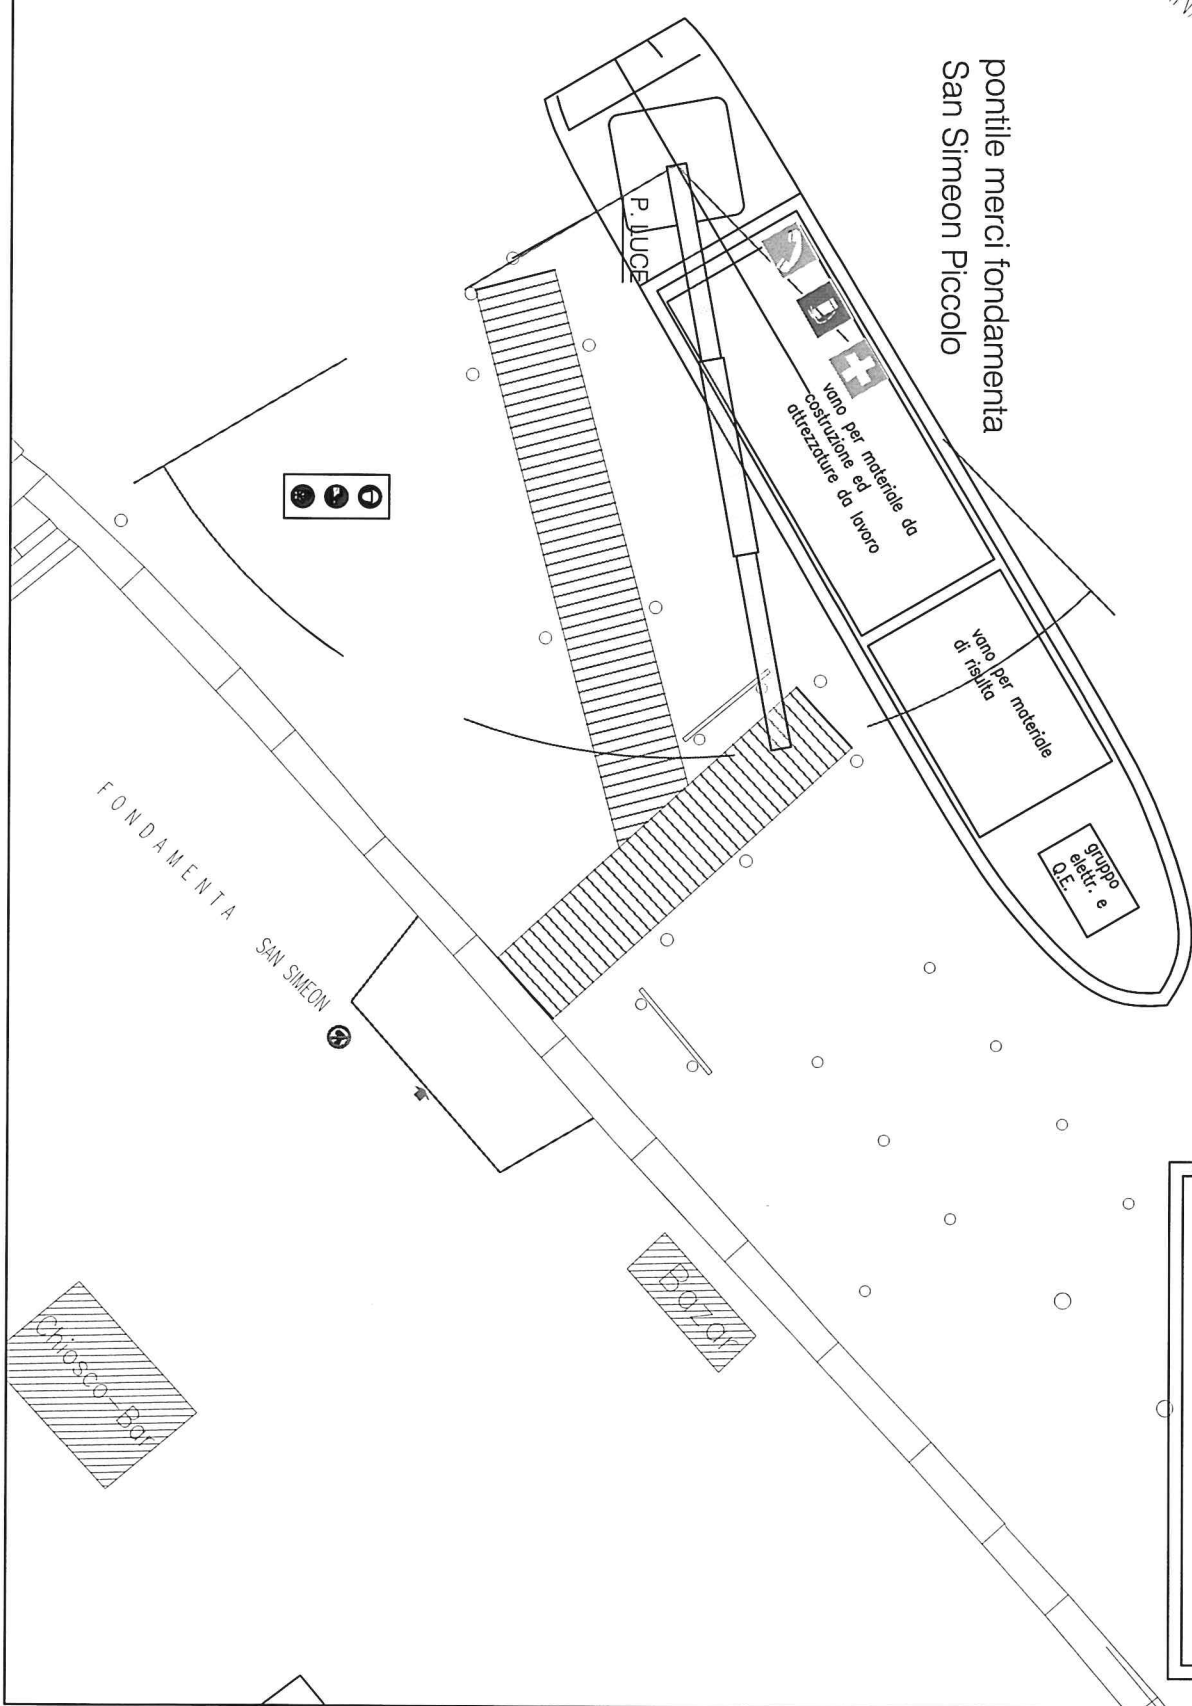 pontile merci fondamenta
San Simeon Piccolo
P. LUCE
vano per materiale da
costruzione ed
attrezzature da lavoro
vano per materiale
di risulta
gruppo
elettr. e
Q.E.
FONDAMENTA SAN SIMEON
Bazar
Chiosco-Bar